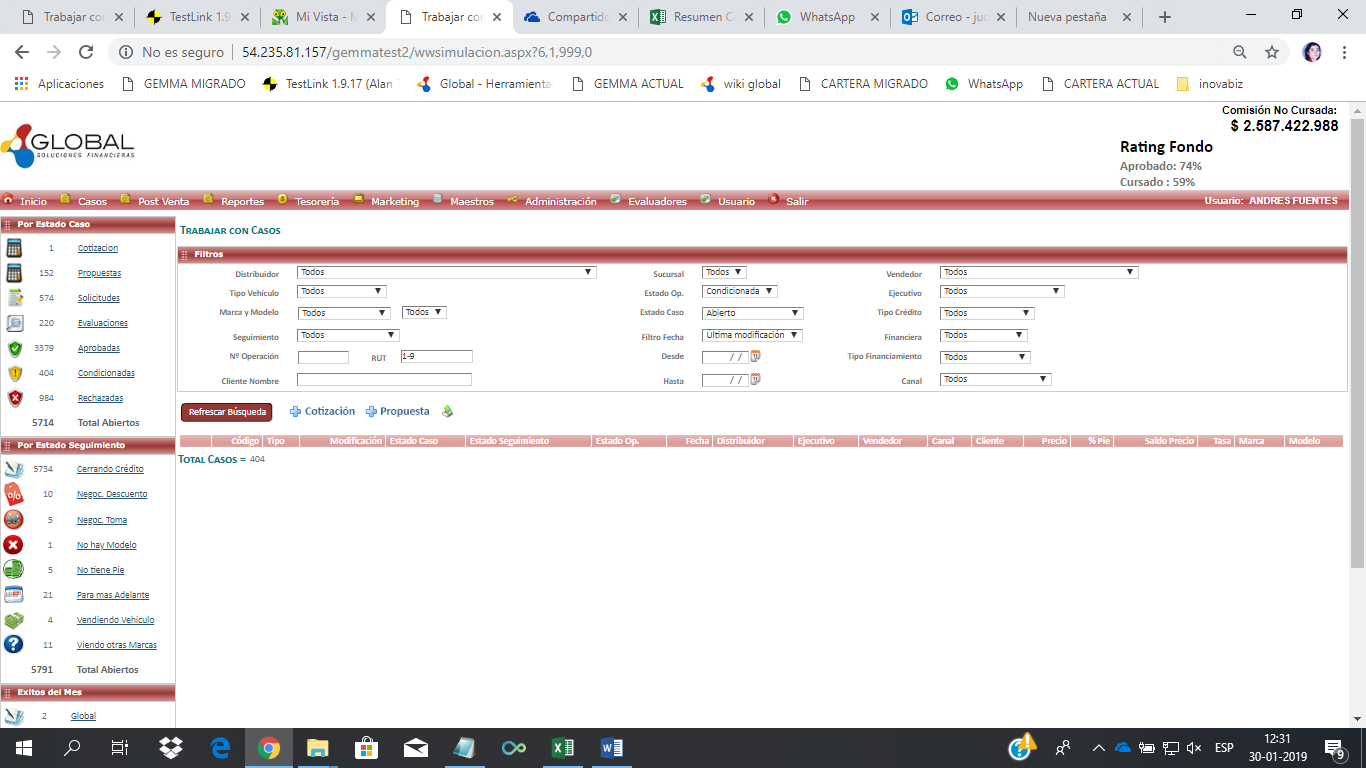 Trabajar con
TestLink 1.9
Mi Vista - M
Trabajar con
Compartido
Resumen C
WhatsApp
Correo - juc
Nueva pestaña
No es seguro | 54.235.81.157/gemmatest2/wwsimulacion.aspx?6,1,999,0
Aplicaciones GEMMA MIGRADO TestLink 1.9.17 (Alan Global - Herramienta: GEMMA ACTUAL wiki global CARTERA MIGRADO WhatsApp CARTERA ACTUAL inovabiz
Comisión No Cursada:
$ 2.587.422.988
GLOBAL
SOLUCIONES FINANCIERAS
Rating Fondo
Aprobado: 74%
Cursado : 59%
Inicio Casos Post Venta Reportes Tesorería Marketing Maestros Administración Evaluadores Usuario Salir Usuario: ANDRES FUENTES
Por Estado Caso
1 Cotizacion
152 Propuestas
574 Solicitudes
220 Evaluaciones
3379 Aprobadas
404 Condicionadas
984 Rechazadas
5714 Total Abiertos
Por Estado Seguimiento
5734 Cerrando Crédito
10 Negoc. Descuento
5 Negoc. Toma
1 No hay Modelo
5 No tiene Pie
21 Para mas Adelante
4 Vendiendo Vehiculo
11 Viendo otras Marcas
5791 Total Abiertos
Exitos del Mes
2 Global
TRABAJAR CON CASOS
Filtros
Distribuidor Todos Sucursal Todos Vendedor Todos
Tipo Vehículo Todos Estado Op. Condicionada Ejecutivo Todos
Marca y Modelo Todos Todos Estado Caso Abierto Tipo Crédito Todos
Seguimiento Todos Filtro Fecha Última modificación Financiera Todos
Nº Operación RUT 1-9 Desde / / Tipo Financiamiento Todos
Cliente Nombre Hasta / / Canal Todos
Refrescar Búsqueda Cotización Propuesta
Código Tipo Modificación Estado Caso Estado Seguimiento Estado Op. Fecha Distribuidor Ejecutivo Vendedor Canal Cliente Precio % Pie Saldo Precio Tasa Marca Modelo
TOTAL CASOS = 404
ESP
12:31
30-01-2019
9